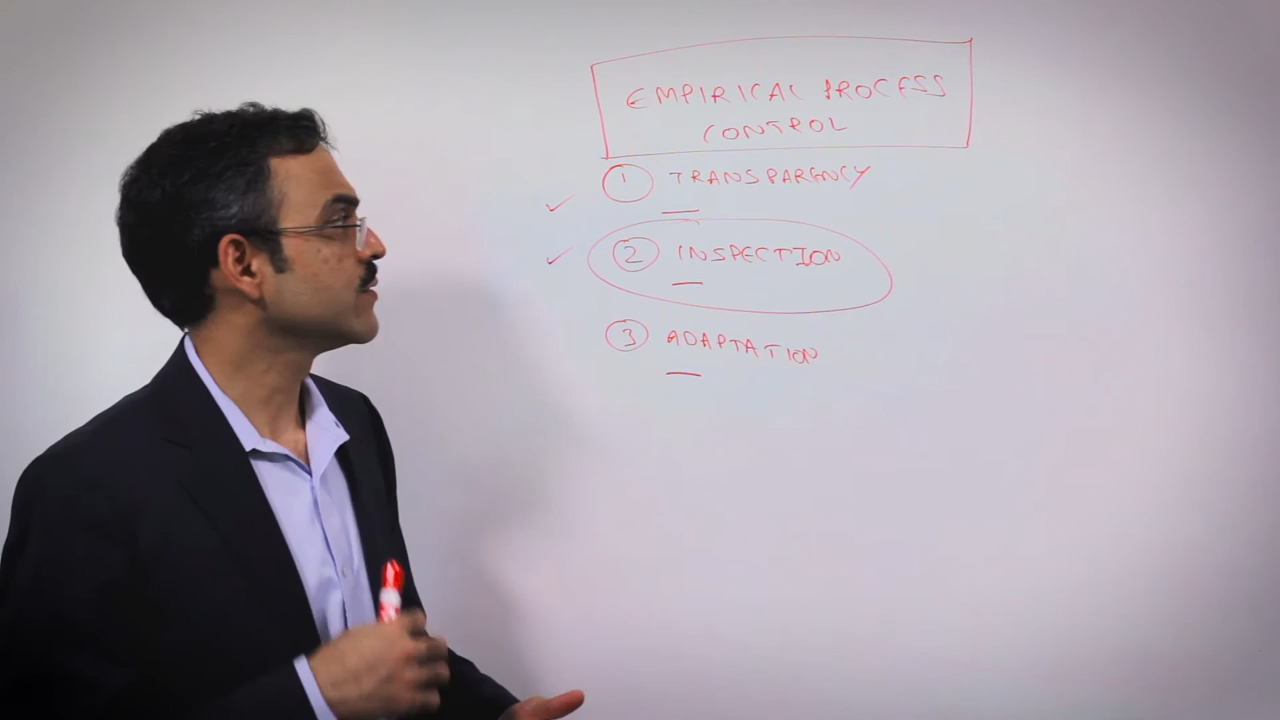 EMPIRICAL PROCESS
CONTROL
1 TRANSPARENCY
2 INSPECTION
3 ADAPTATION